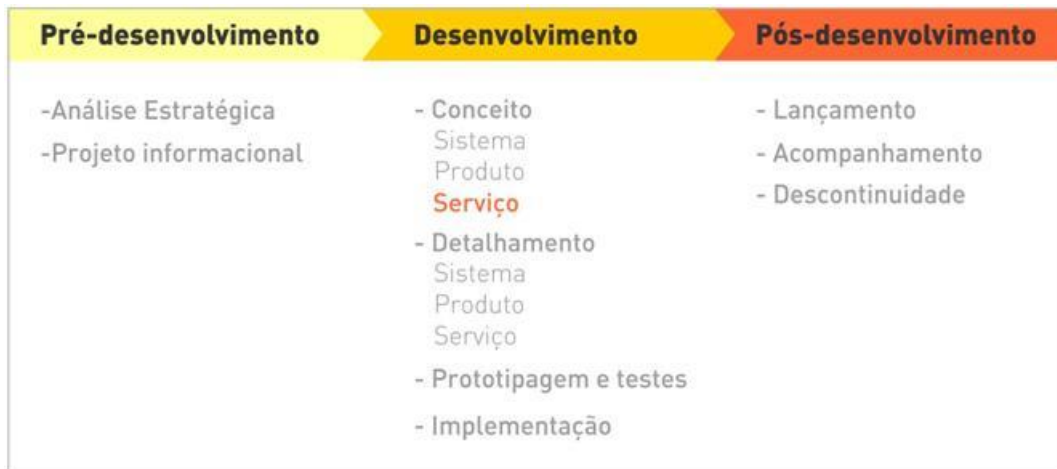 Pré-desenvolvimento
-Análise Estratégica
-Projeto informacional
Desenvolvimento
- Conceito
Sistema
Produto
Serviço
- Detalhamento
Sistema
Produto
Serviço
- Prototipagem e testes
- Implementação
Pós-desenvolvimento
- Lançamento
- Acompanhamento
- Descontinuidade